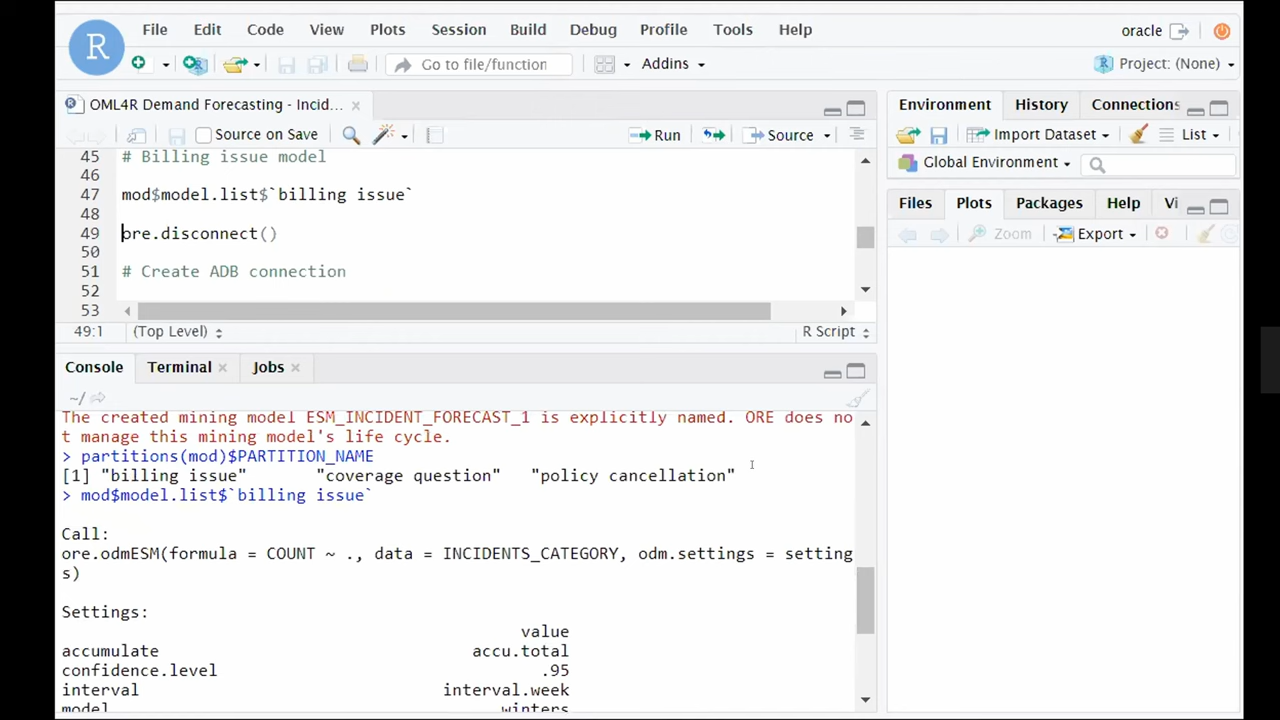 R
File Edit Code View Plots Session Build Debug Profile Tools Help
oracle
Go to file/function
Addins
Project: (None)
OML4R Demand Forecasting - Incid...
Source on Save
Run
Source
45 # Billing issue model
46
47 mod$model.list$`billing issue`
48
49 ore.disconnect()
50
51 # Create ADB connection
52
53
49:1 (Top Level)
R Script
Console Terminal Jobs
~/
The created mining model ESM_INCIDENT_FORECAST_1 is explicitly named. ORE does no
t manage this mining model's life cycle.
> partitions(mod)$PARTITION_NAME
[1] "billing issue" "coverage question" "policy cancellation"
> mod$model.list$`billing issue`
Call:
ore.odmESM(formula = COUNT ~ ., data = INCIDENTS_CATEGORY, odm.settings = setting
s)
Settings:
value
accumulate accu.total
confidence.level .95
interval interval.week
model winters
Environment History Connections
Import Dataset
List
Global Environment
Files Plots Packages Help Vi
Zoom
Export